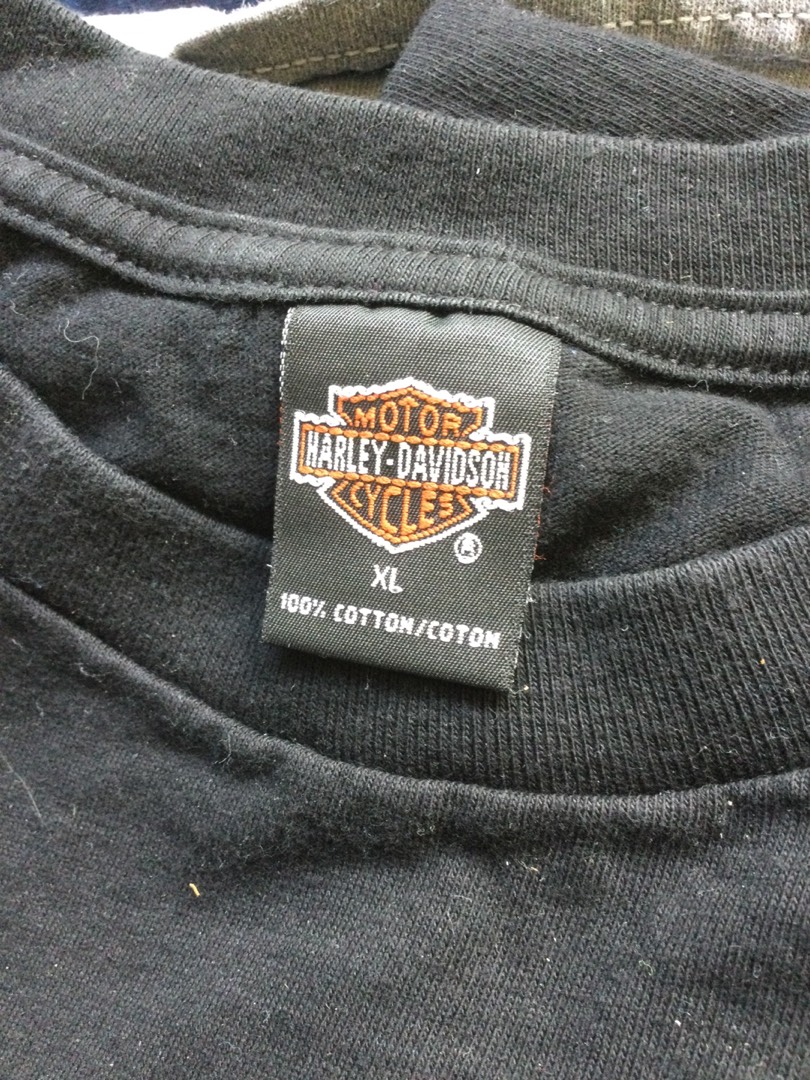 MOTOR
HARLEY-DAVIDSON
CYCLES
®
XL
100% COTTON/COTON